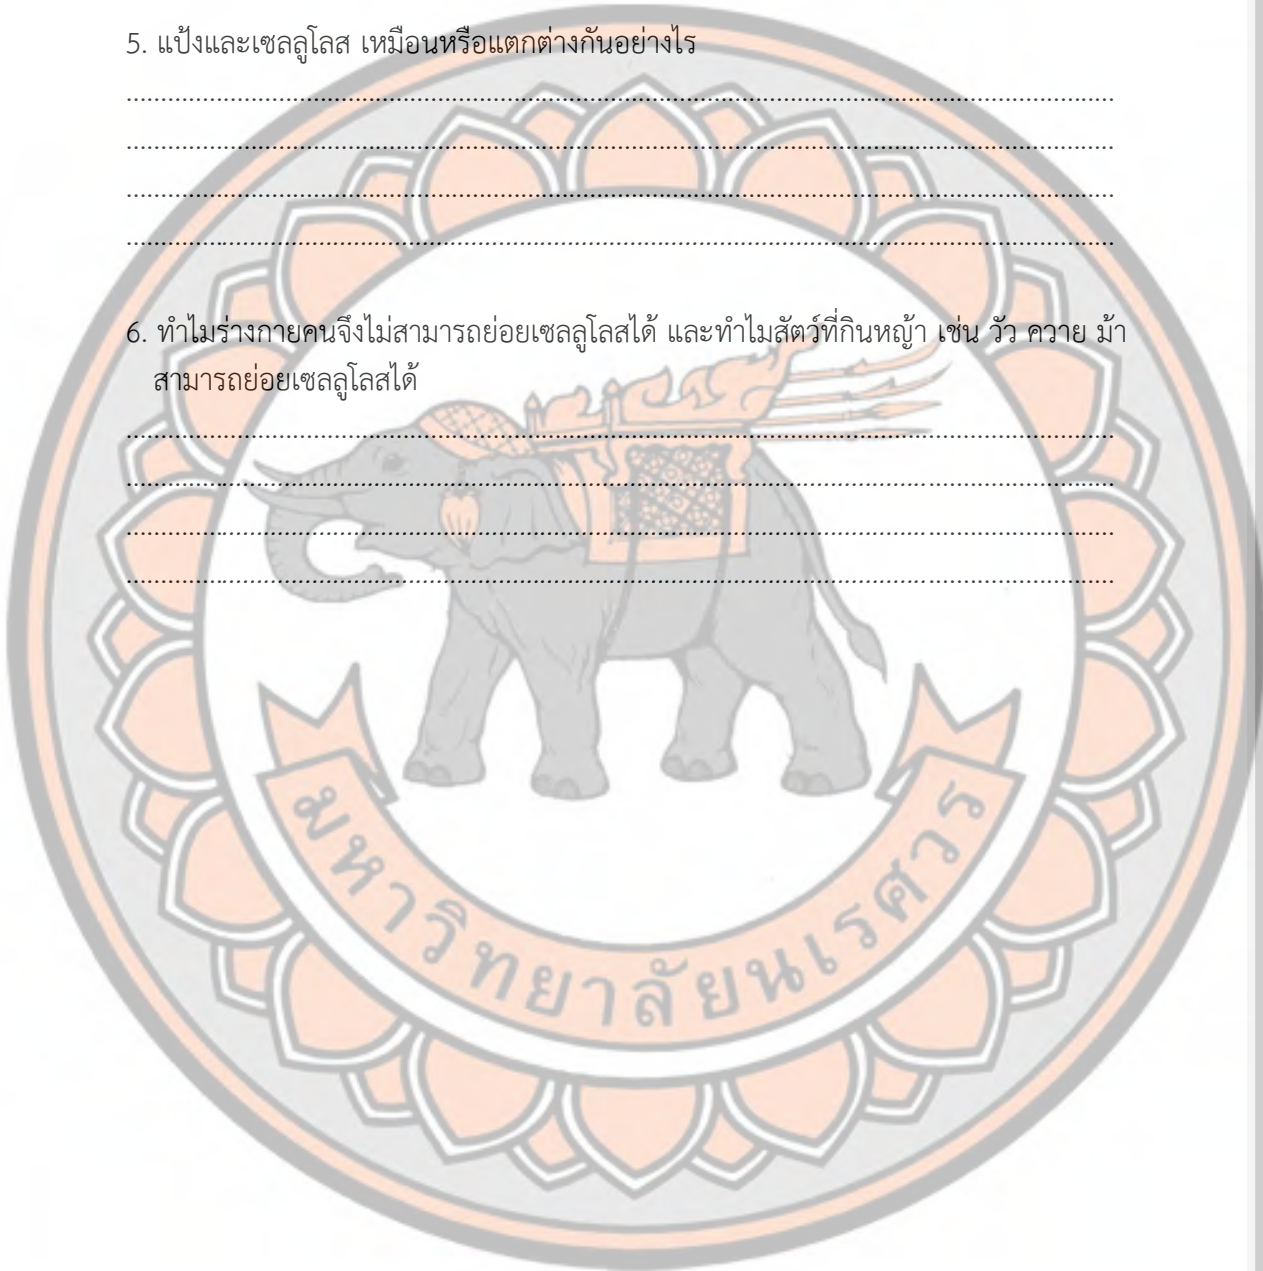 5. แป้งและเซลลูโลส เหมือนหรือแตกต่างกันอย่างไร
........................................................................................................................................................
........................................................................................................................................................
........................................................................................................................................................
........................................................................................................................................................
6. ทำไมร่างกายคนจึงไม่สามารถย่อยเซลลูโลสได้ และทำไมสัตว์ที่กินหญ้า เช่น วัว ควาย ม้า
สามารถย่อยเซลลูโลสได้
........................................................................................................................................................
........................................................................................................................................................
........................................................................................................................................................
........................................................................................................................................................
มหาวิทยาลัยนเรศวร